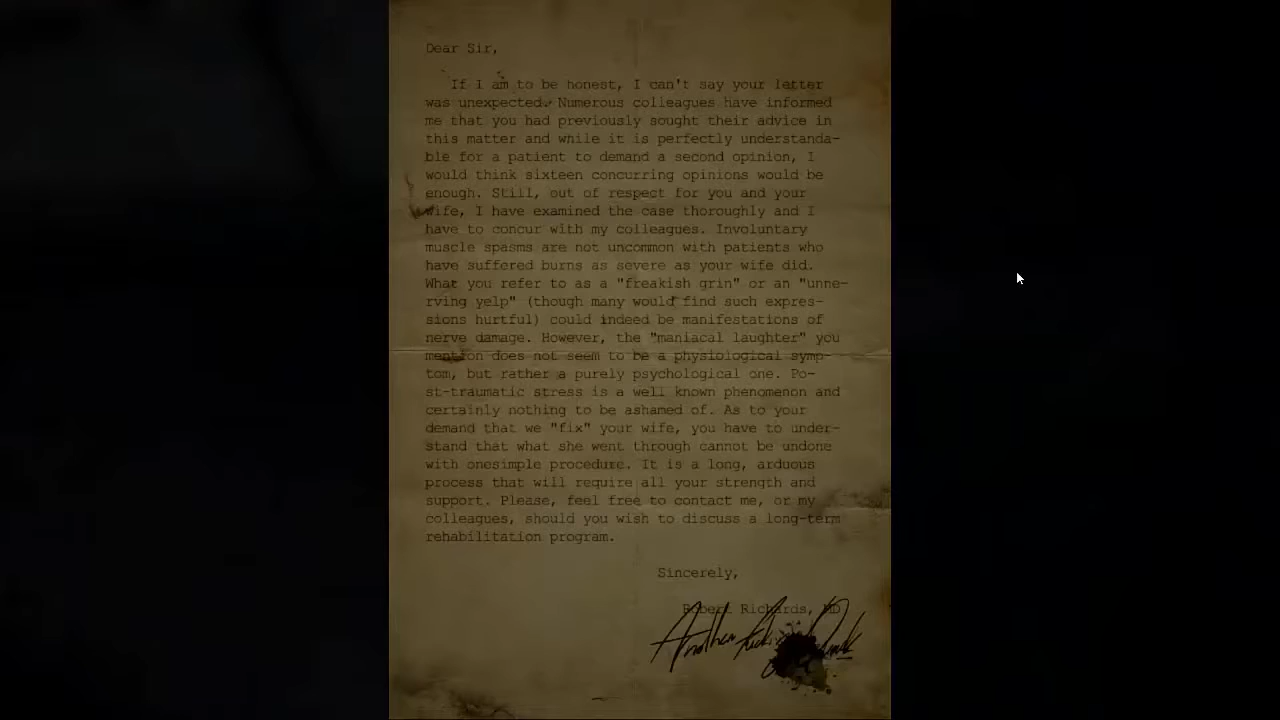 Dear Sir,
If I am to be honest, I can't say your letter
was unexpected. Numerous colleagues have informed
me that you had previously sought their advice in
this matter and while it is perfectly understanda-
ble for a patient to demand a second opinion, I
would think sixteen concurring opinions would be
enough. Still, out of respect for you and your
wife, I have examined the case thoroughly and I
have to concur with my colleagues. Involuntary
muscle spasms are not uncommon with patients who
have suffered burns as severe as your wife did.
What you refer to as a "freakish grin" or an "unne-
rving yelp" (though many would find such expres-
sions hurtful) could indeed be manifestations of
nerve damage. However, the "maniacal laughter" you
mention does not seem to be a physiological symp-
tom, but rather a purely psychological one. Po-
st-traumatic stress is a well known phenomenon and
certainly nothing to be ashamed of. As to your
demand that we "fix" your wife, you have to under-
stand that what she went through cannot be undone
with onesimple procedure. It is a long, arduous
process that will require all your strength and
support. Please, feel free to contact me, or my
colleagues, should you wish to discuss a long-term
rehabilitation program.
Sincerely,
Robert Richards, MD
Another